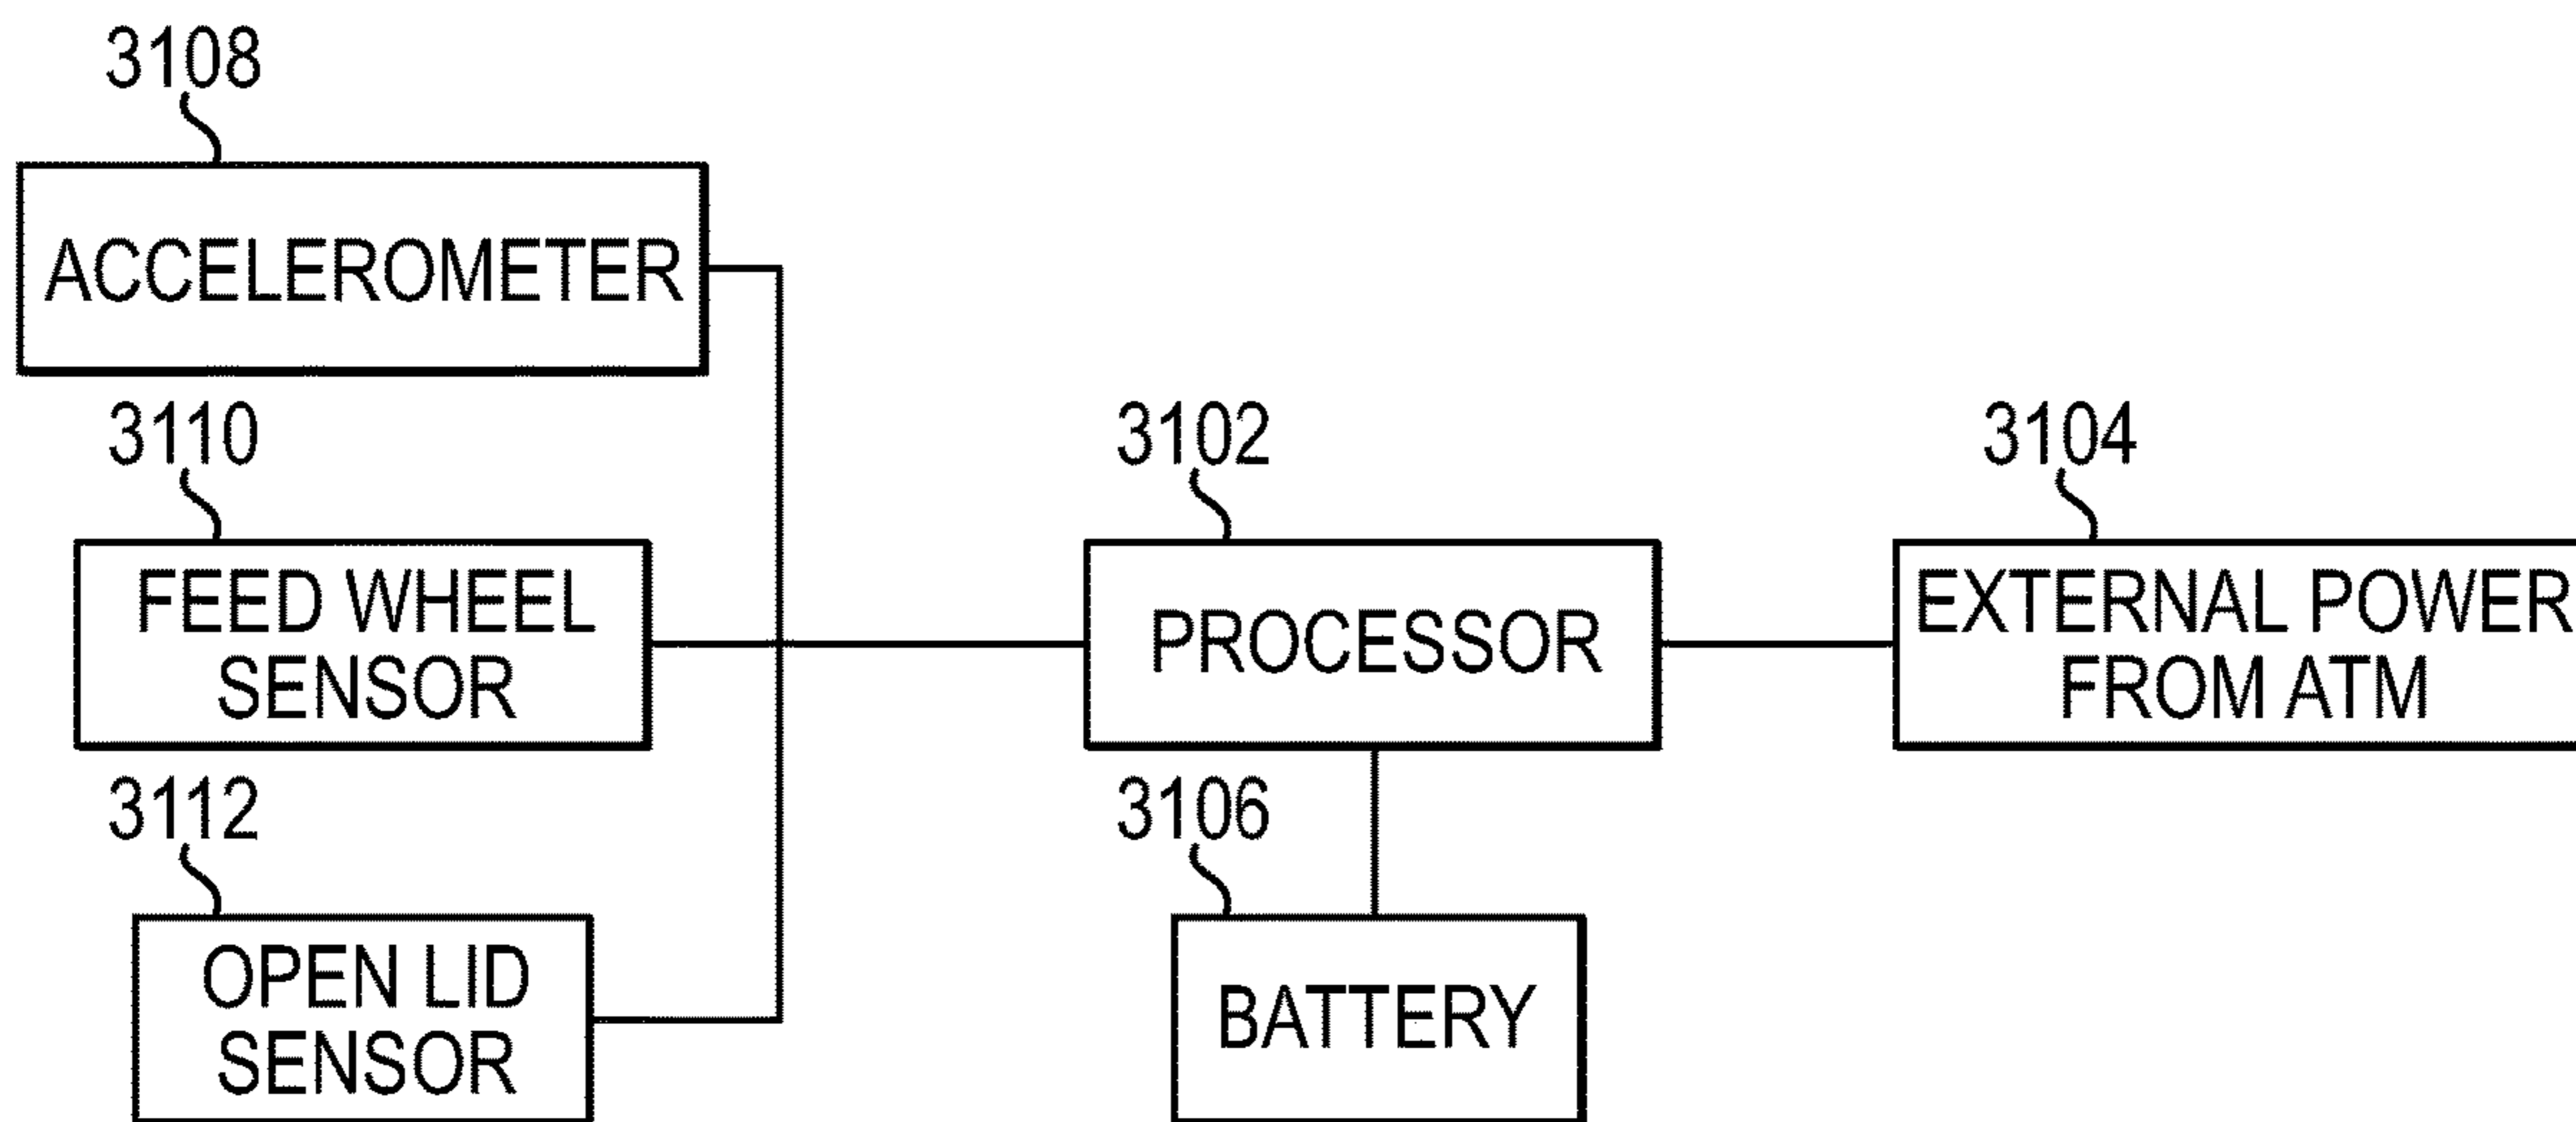 3108
ACCELEROMETER
3110
FEED WHEEL
SENSOR
3112
OPEN LID
SENSOR
3102
PROCESSOR
3106
BATTERY
3104
EXTERNAL POWER
FROM ATM